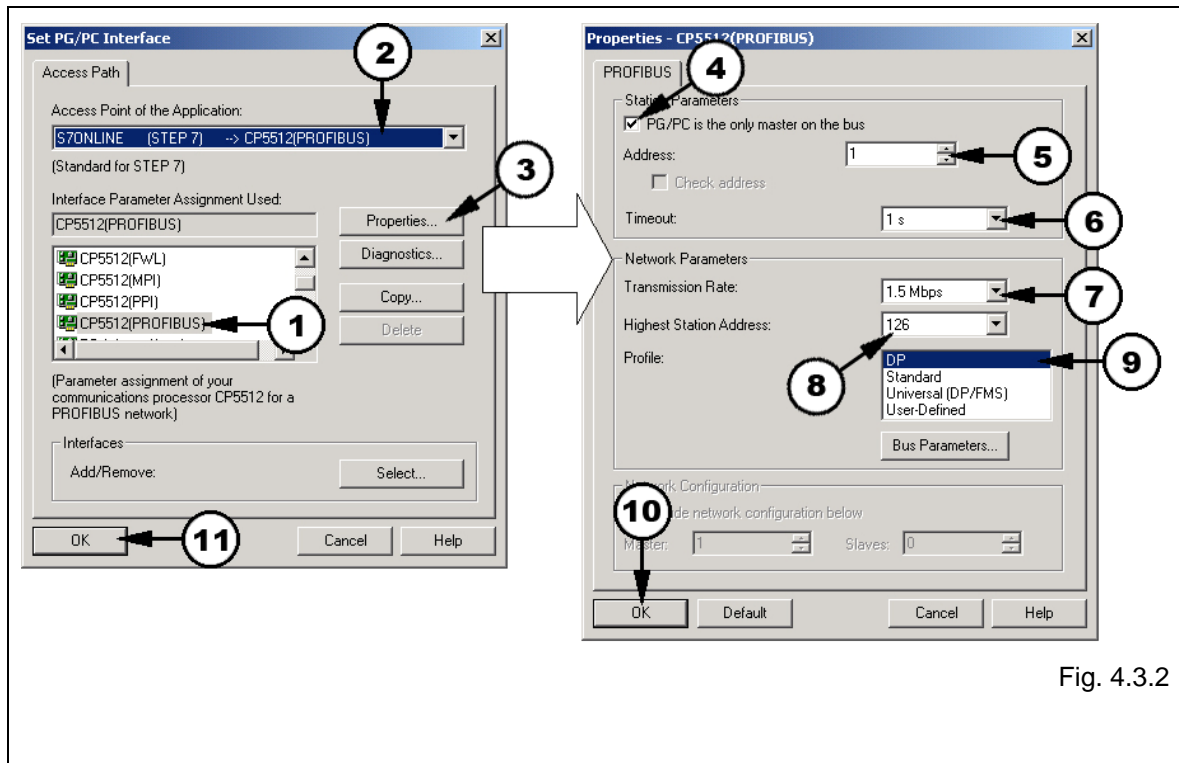 Set PG/PC Interface
2
Access Path
Access Point of the Application:
S7ONLINE (STEP 7) --> CP5512(PROFIBUS)
(Standard for STEP 7)
3
Interface Parameter Assignment Used:
CP5512(PROFIBUS)
Properties...
CP5512(FWL)
Diagnostics...
CP5512(MPI)
CP5512(PPI)
Copy...
CP5512(PROFIBUS)
1
Delete
(Parameter assignment of your
communications processor CP5512 for a
PROFIBUS network)
Interfaces
Add/Remove:
Select...
OK
11
Cancel
Help
Properties - CP5512(PROFIBUS)
PROFIBUS
4
Station Parameters
PG/PC is the only master on the bus
Address:
1
5
Check address
Timeout:
1 s
6
Network Parameters
Transmission Rate:
1.5 Mbps
7
Highest Station Address:
126
Profile:
8
DP
9
Standard
Universal (DP/FMS)
User-Defined
Bus Parameters...
Configuration
10
network configuration below
Master:
1
Slaves:
0
OK
Default
Cancel
Help
Fig. 4.3.2